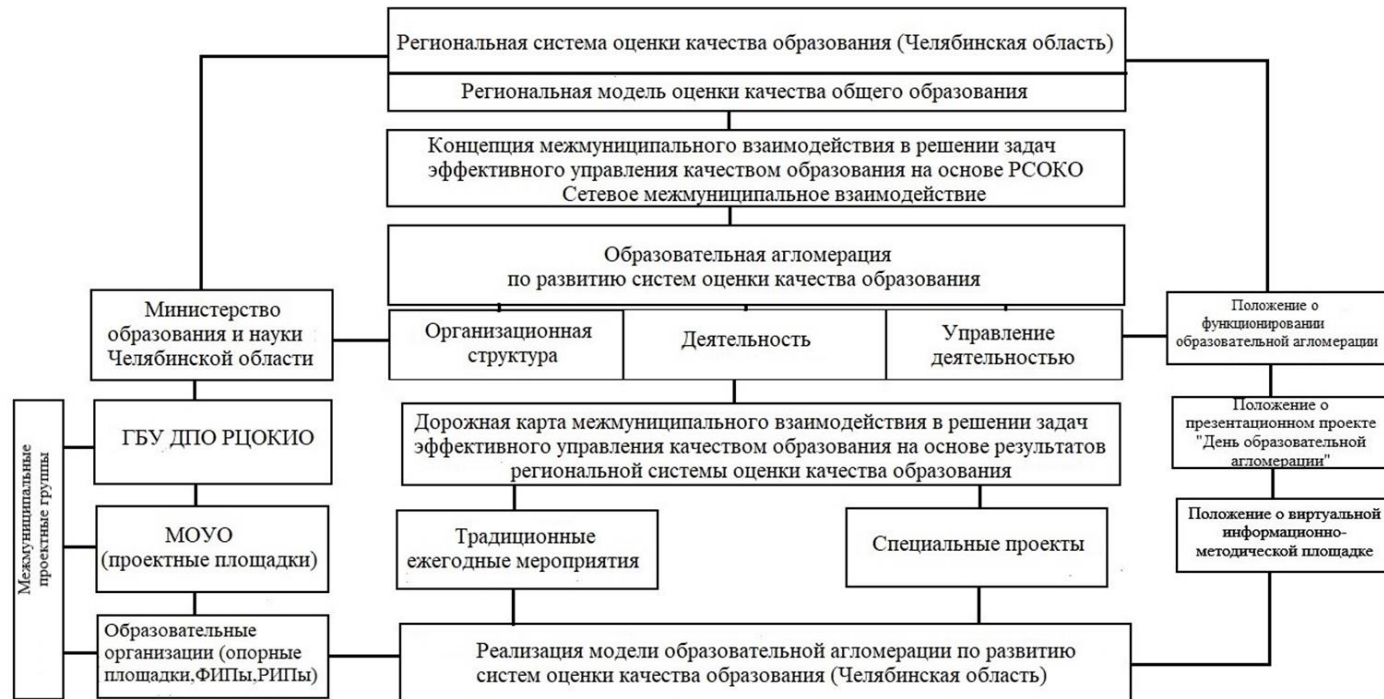 Региональная система оценки качества образования (Челябинская область)
Региональная модель оценки качества общего образования
Концепция межмуниципального взаимодействия в решении задач
эффективного управления качеством образования на основе РСОКО
Сетевое межмуниципальное взаимодействие
Образовательная агломерация
по развитию систем оценки качества образования
Министерство
образования и науки
Челябинской области
Организационная
структура
Деятельность
Управление
деятельностью
Положение о
функционировании
образовательной агломерации
Межмуниципальные
проектные группы
ГБУ ДПО РЦОКИО
Дорожная карта межмуниципального взаимодействия в решении задач
эффективного управления качеством образования на основе результатов
региональной системы оценки качества образования
Положение о
презентационном проекте
"День образовательной
агломерации"
МОУО
(проектные площадки)
Традиционные
ежегодные мероприятия
Специальные проекты
Положение о виртуальной
информационно-
методической площадке
Образовательные
организации (опорные
площадки,ФИПы,РИПы)
Реализация модели образовательной агломерации по развитию
систем оценки качества образования (Челябинская область)